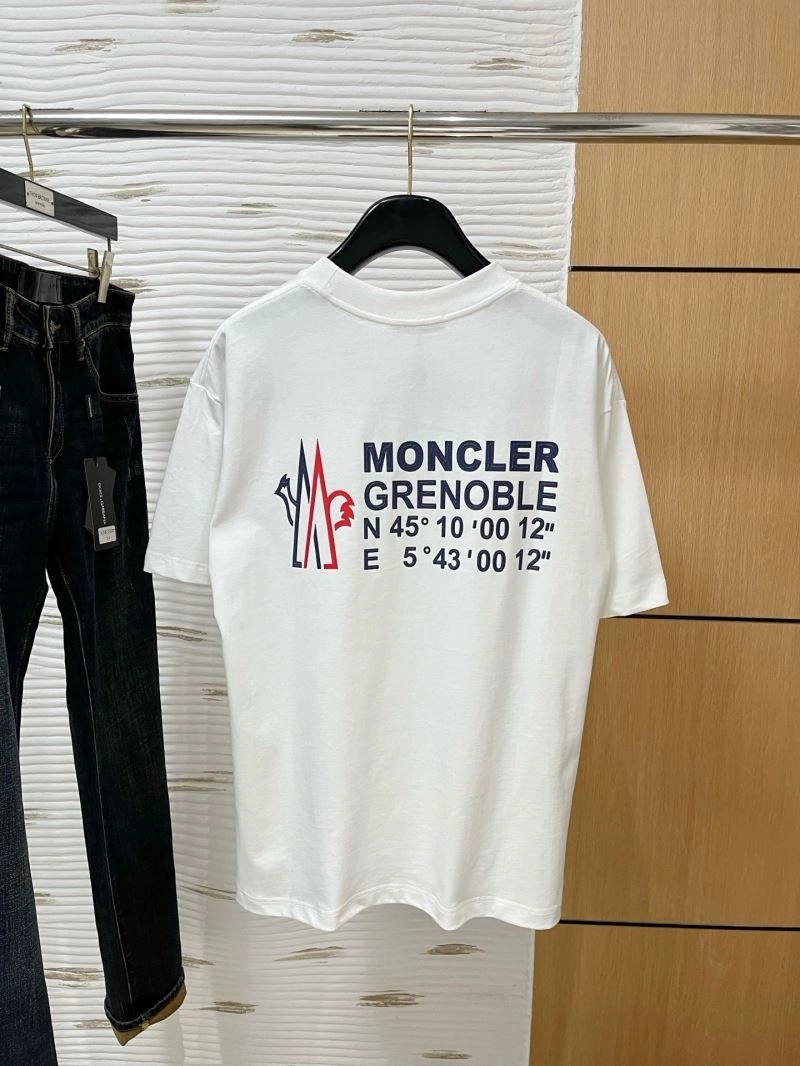 MONCLER
GRENOBLE
N 45° 10 '00 12"
E 5°43 '00 12"